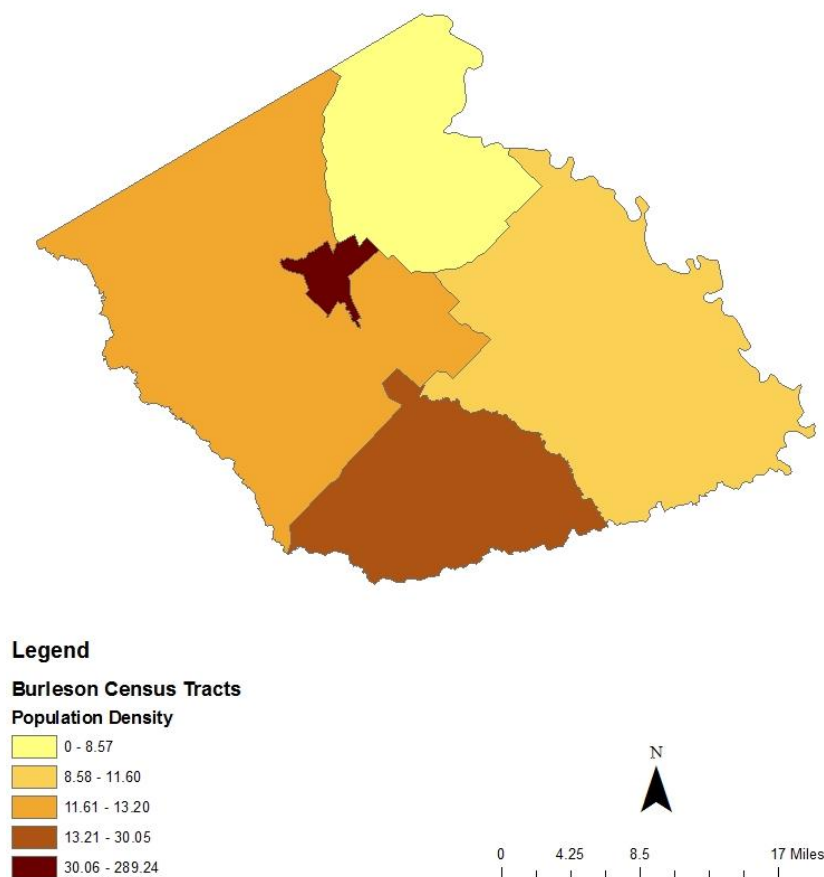 Legend
Burleson Census Tracts
Population Density
0 - 8.57
8.58 - 11.60
11.61 - 13.20
13.21 - 30.05
30.06 - 289.24
N
0 4.25 8.5 17 Miles